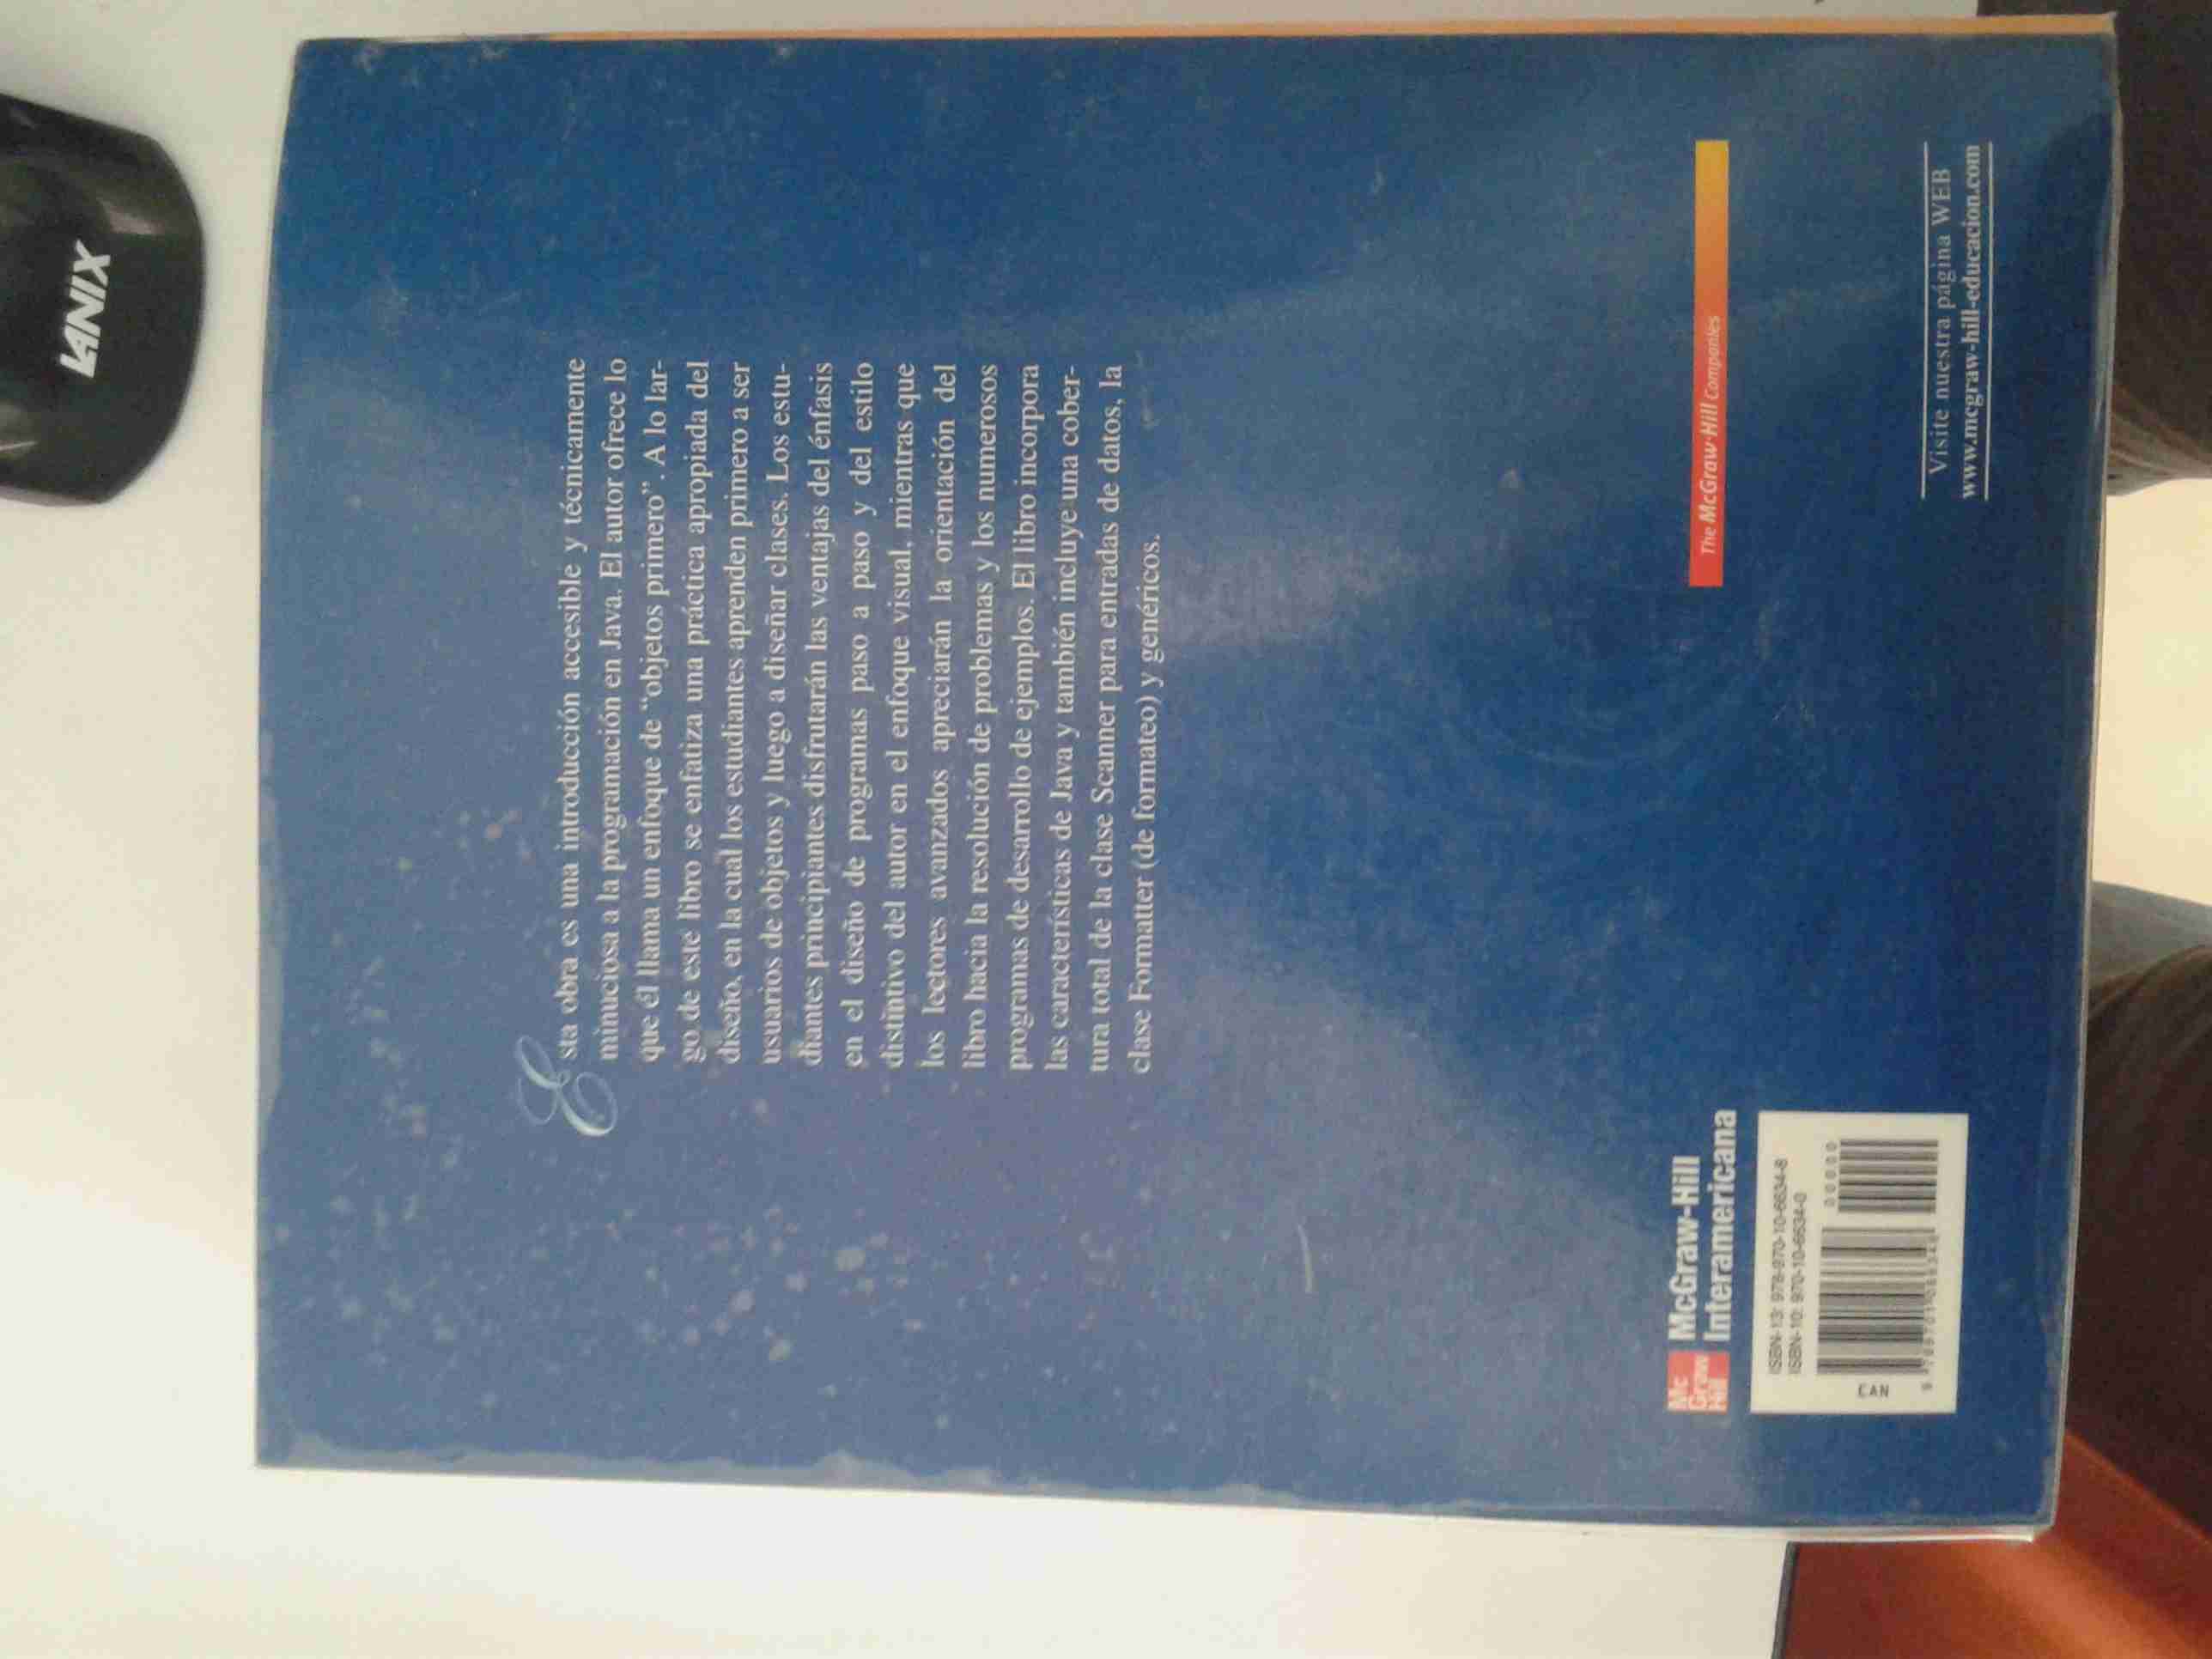 LANIX
Esta obra es una introducción accesible y técnicamente
minuciosa a la programación en Java. El autor ofrece lo
que él llama un enfoque de “objetos primero”. A lo lar-
go de este libro se enfatiza una práctica apropiada del
diseño, en la cual los estudiantes aprenden primero a ser
usuarios de objetos y luego a diseñar clases. Los estu-
diantes principiantes disfrutarán las ventajas del énfasis
en el diseño de programas paso a paso y del estilo
distintivo del autor en el enfoque visual, mientras que
los lectores avanzados apreciarán la orientación del
libro hacia la resolución de problemas y los numerosos
programas de desarrollo de ejemplos. El libro incorpora
las características de Java y también incluye una cober-
tura total de la clase Scanner para entradas de datos, la
clase Formatter (de formateo) y genéricos.
Mc
Graw
Hill
McGraw-Hill
Interamericana
The McGraw·Hill Companies
ISBN-13: 978-970-10-6634-8
ISBN-10: 970-10-6634-0
00000
EAN
Visite nuestra página WEB
www.mcgraw-hill-educacion.com